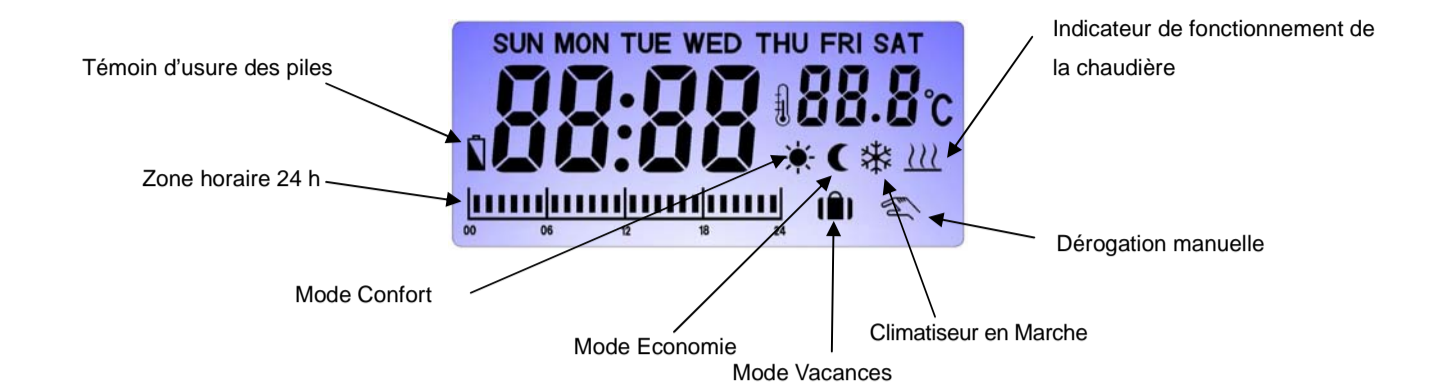 Indicateur de fonctionnement de
la chaudière
Témoin d'usure des piles
SUN MON TUE WED THU FRI SAT
88:88 88.8°C
Zone horaire 24 h
00 06 12 18 24
Dérogation manuelle
Mode Confort
Climatiseur en Marche
Mode Economie
Mode Vacances